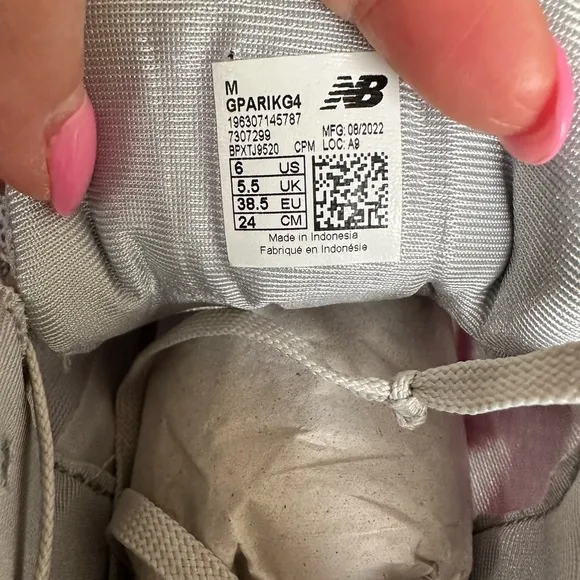 M
GPARIKG4
NB
196307145787
7307299 MFG: 08/2022
BPXTJ9520 CPM LOC: A9
6 US
5.5 UK
38.5 EU
24 CM
Made in Indonesia
Fabriqué en Indonésie